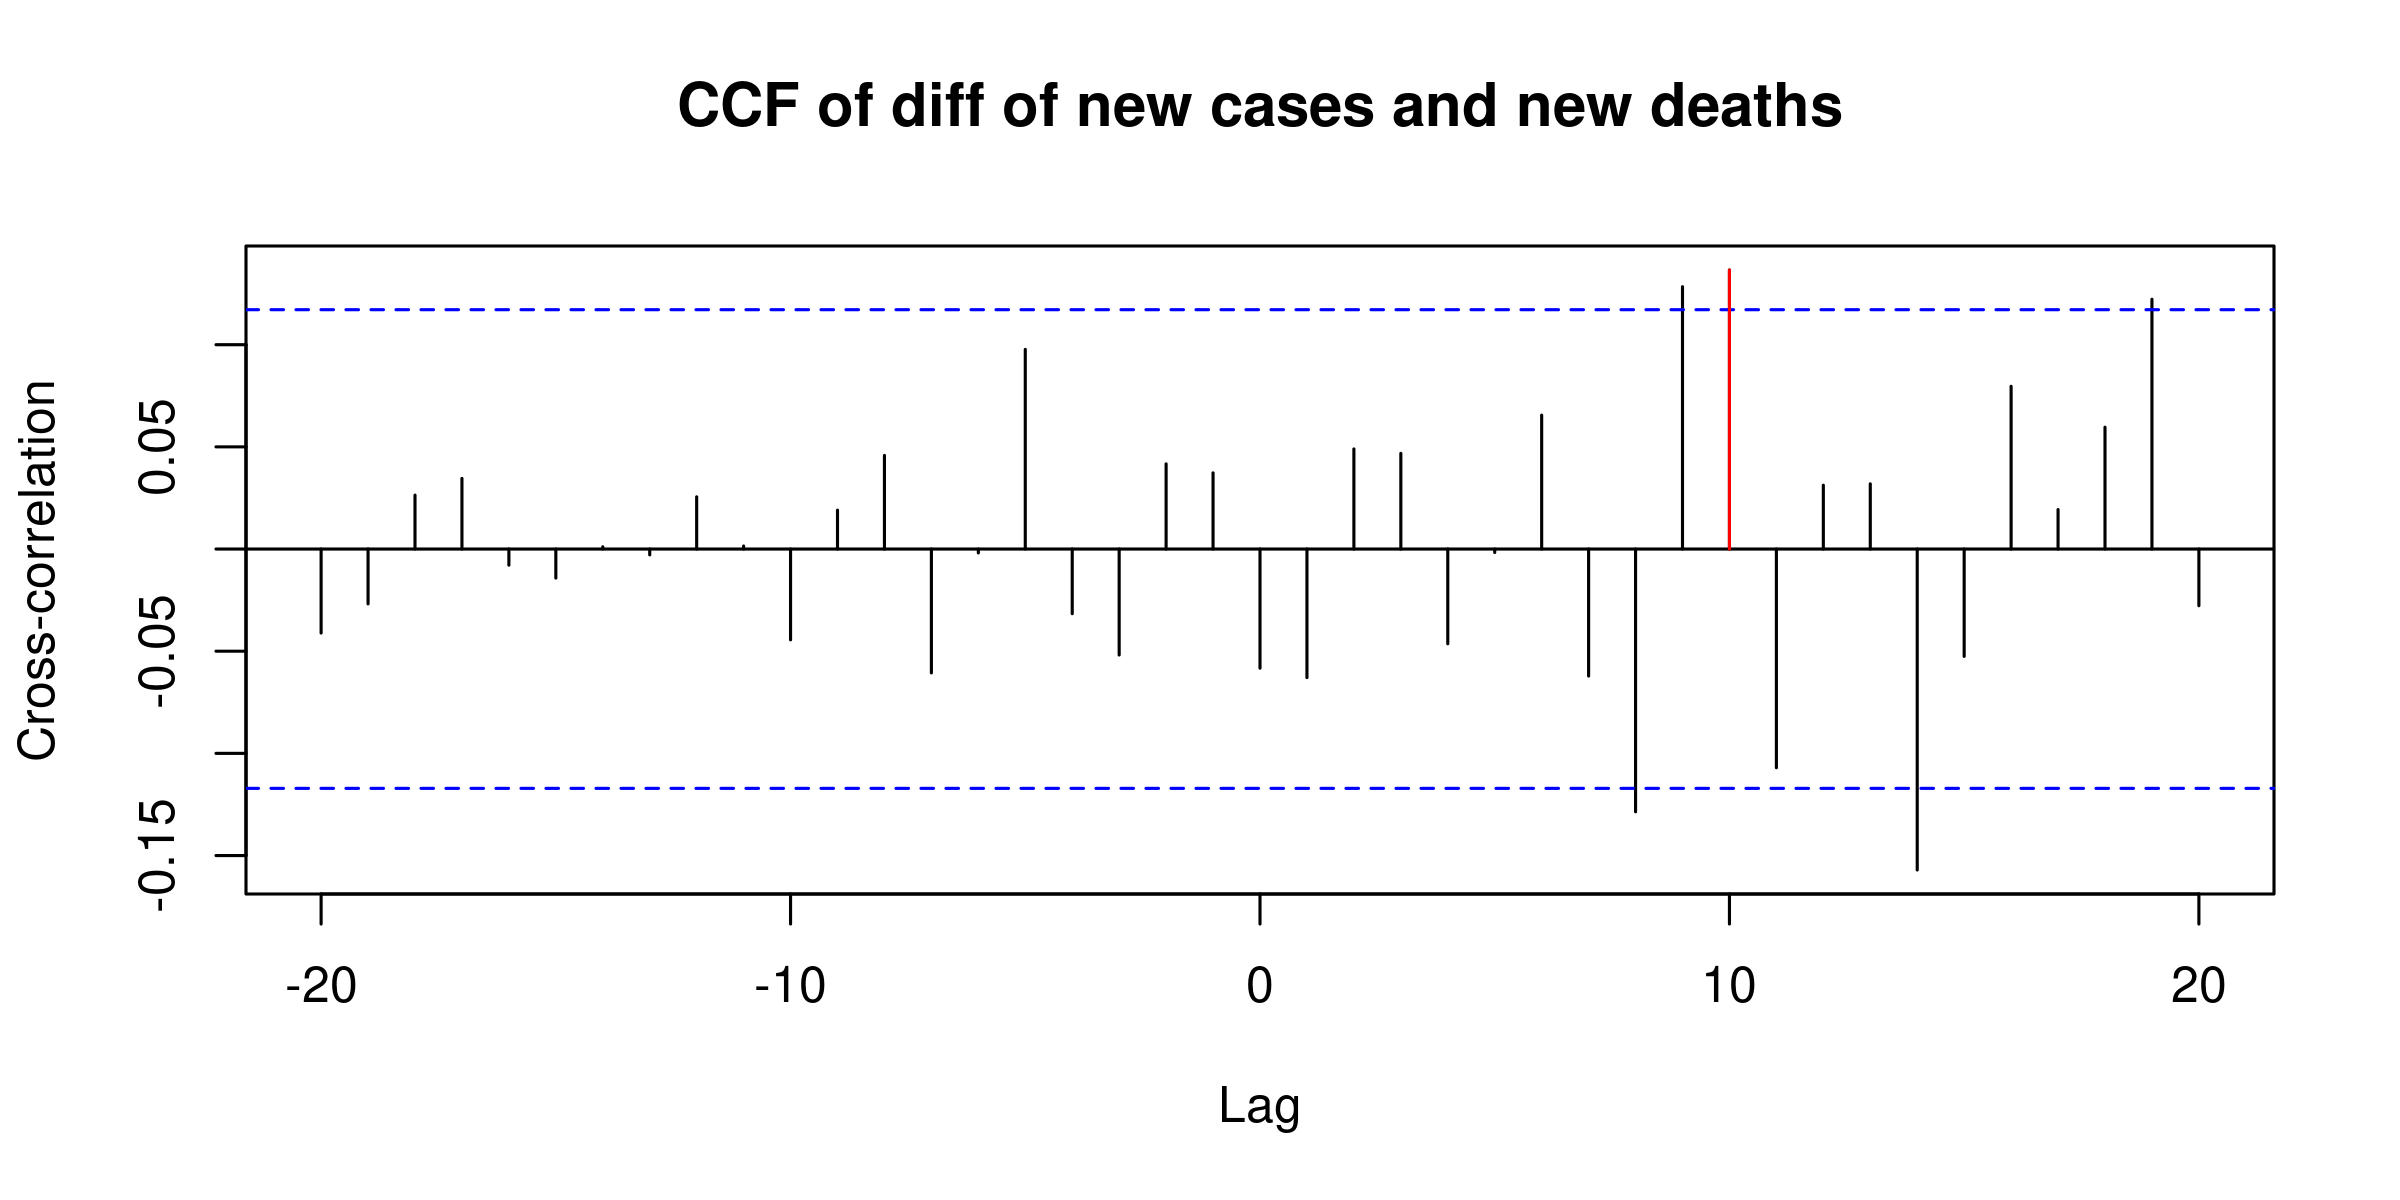 CCF of diff of new cases and new deaths
Cross-correlation
0.05
-0.05
-0.15
-20 -10 0 10 20
Lag